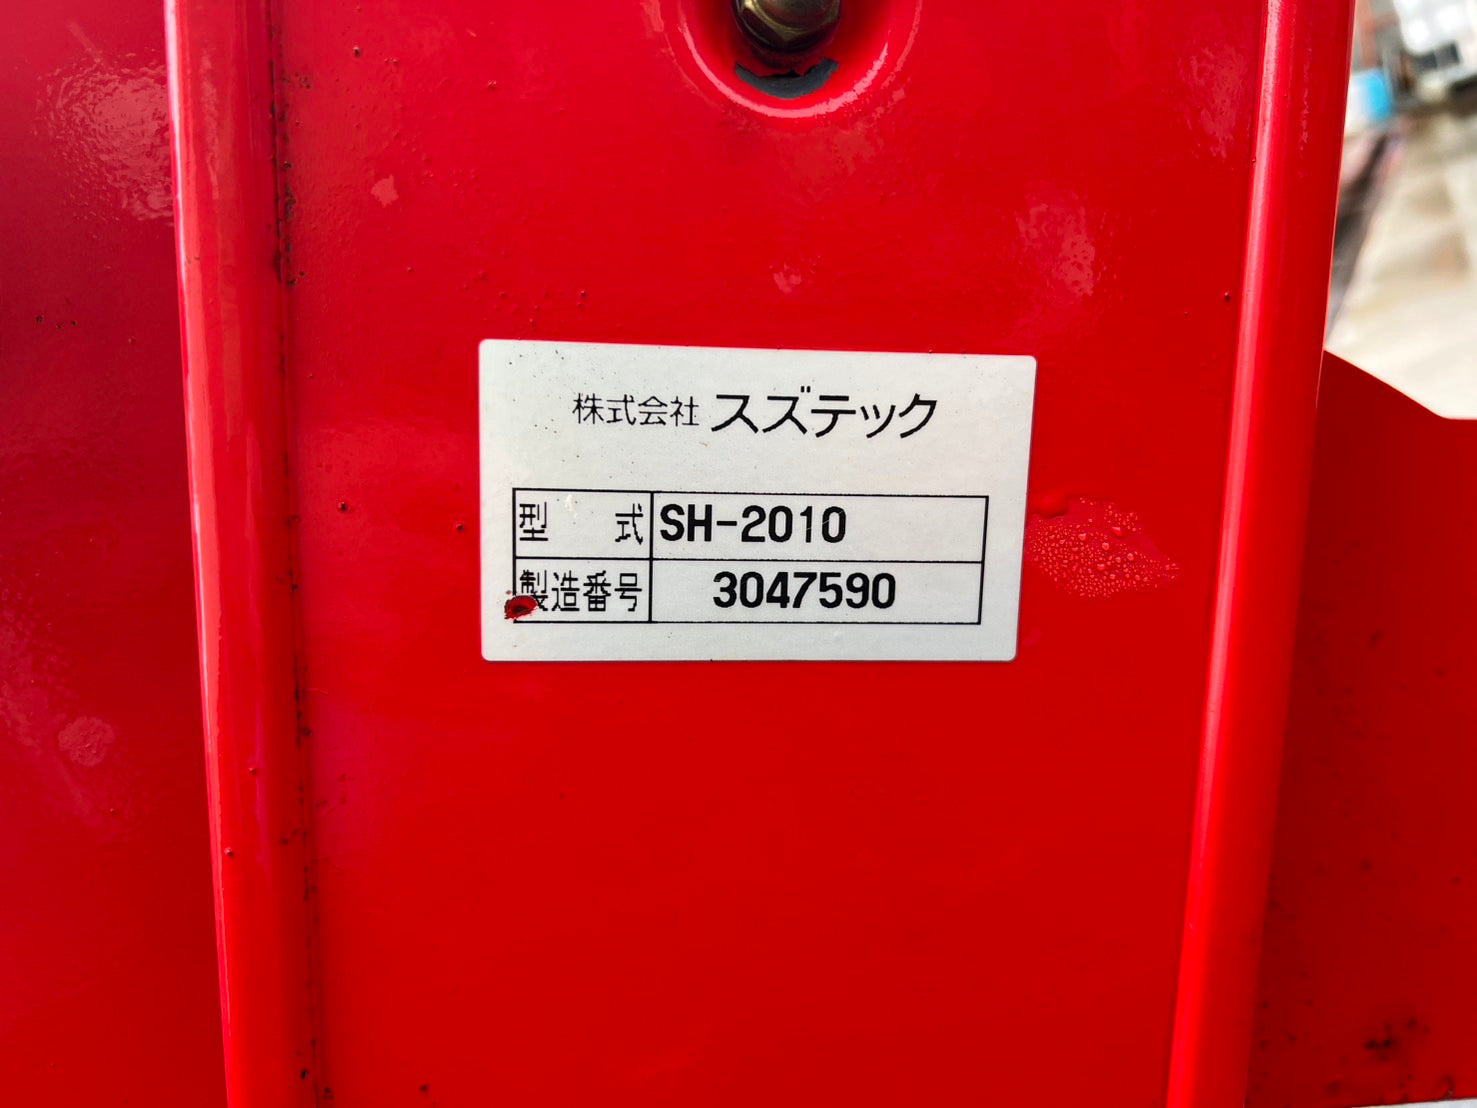 株式会社 スズテック
型 式 SH-2010
製造番号 3047590